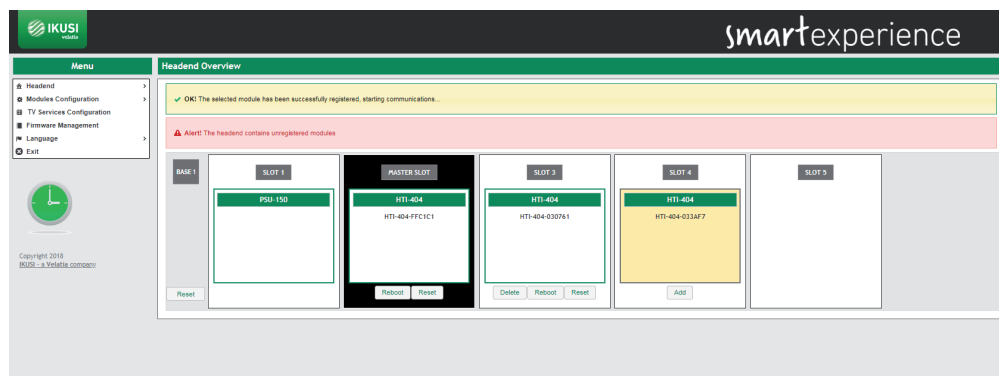 IKUSI
velatia
smartexperience
Menu
Headend Overview
Headend
Modules Configuration
TV Services Configuration
Firmware Management
Language
Exit
OK! The selected module has been successfully registered, starting communications...
Alert! The headend contains unregistered modules
BASE 1
SLOT 1
MASTER SLOT
SLOT 3
SLOT 4
SLOT 5
PSU-150
HTI-404
HTI-404
HTI-404
HTI-404-FFC1C1
HTI-404-030761
HTI-404-033AF7
Copyright 2018
IKUSI - a Velatia company
Reset
Reboot
Reset
Delete
Reboot
Reset
Add